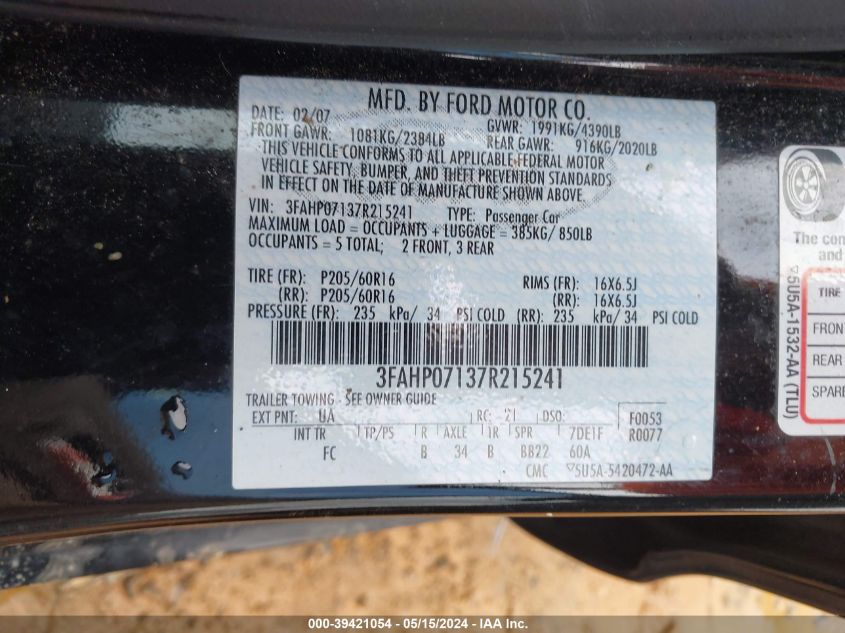 MFD. BY FORD MOTOR CO.
DATE: 02/07 GVWR: 1991KG/4390LB
FRONT GAWR: 1081KG/2384LB REAR GAWR: 916KG/2020LB
THIS VEHICLE CONFORMS TO ALL APPLICABLE FEDERAL MOTOR
VEHICLE SAFETY, BUMPER, AND THEFT PREVENTION STANDARDS
IN EFFECT ON THE DATE OF MANUFACTURE SHOWN ABOVE.
VIN: 3FAHP07137R215241 TYPE: Passenger Car
MAXIMUM LOAD = OCCUPANTS + LUGGAGE = 385KG/ 850LB
OCCUPANTS = 5 TOTAL; 2 FRONT, 3 REAR
TIRE (FR): P205/60R16 RIMS (FR): 16X6.5J
(RR): P205/60R16 (RR): 16X6.5J
PRESSURE (FR): 235 kPa/ 34 PSI COLD (RR): 235 kPa/ 34 PSI COLD
3FAHP07137R215241
TRAILER TOWING - SEE OWNER GUIDE
EXT PNT: UA RC: 21 DSO: F0053
INT TR TP/PS R AXLE TR SPR 7DE1F R0077
FC B 34 B BB22 60A
CMC ▽5U5A-5420472-AA
The con
and
▽5U5A-1532-AA (TLU)
TIRE
FRON
REAR
SPARE
000-39421054 - 05/15/2024 - IAA Inc.